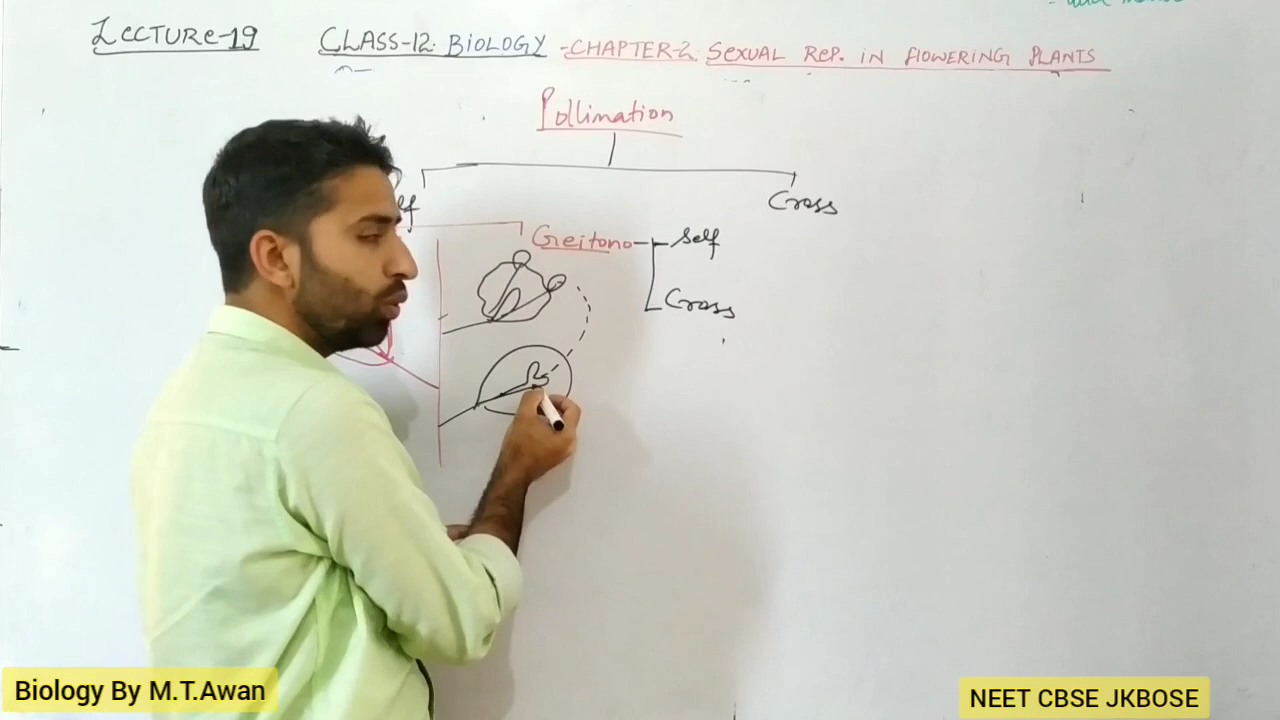 LECTURE-19 CLASS-12 BIOLOGY - CHAPTER-2 SEXUAL REP. IN FLOWERING PLANTS
Pollination
Cross
Geitono - Self
Cross
Biology By M.T.Awan
NEET CBSE JKBOSE